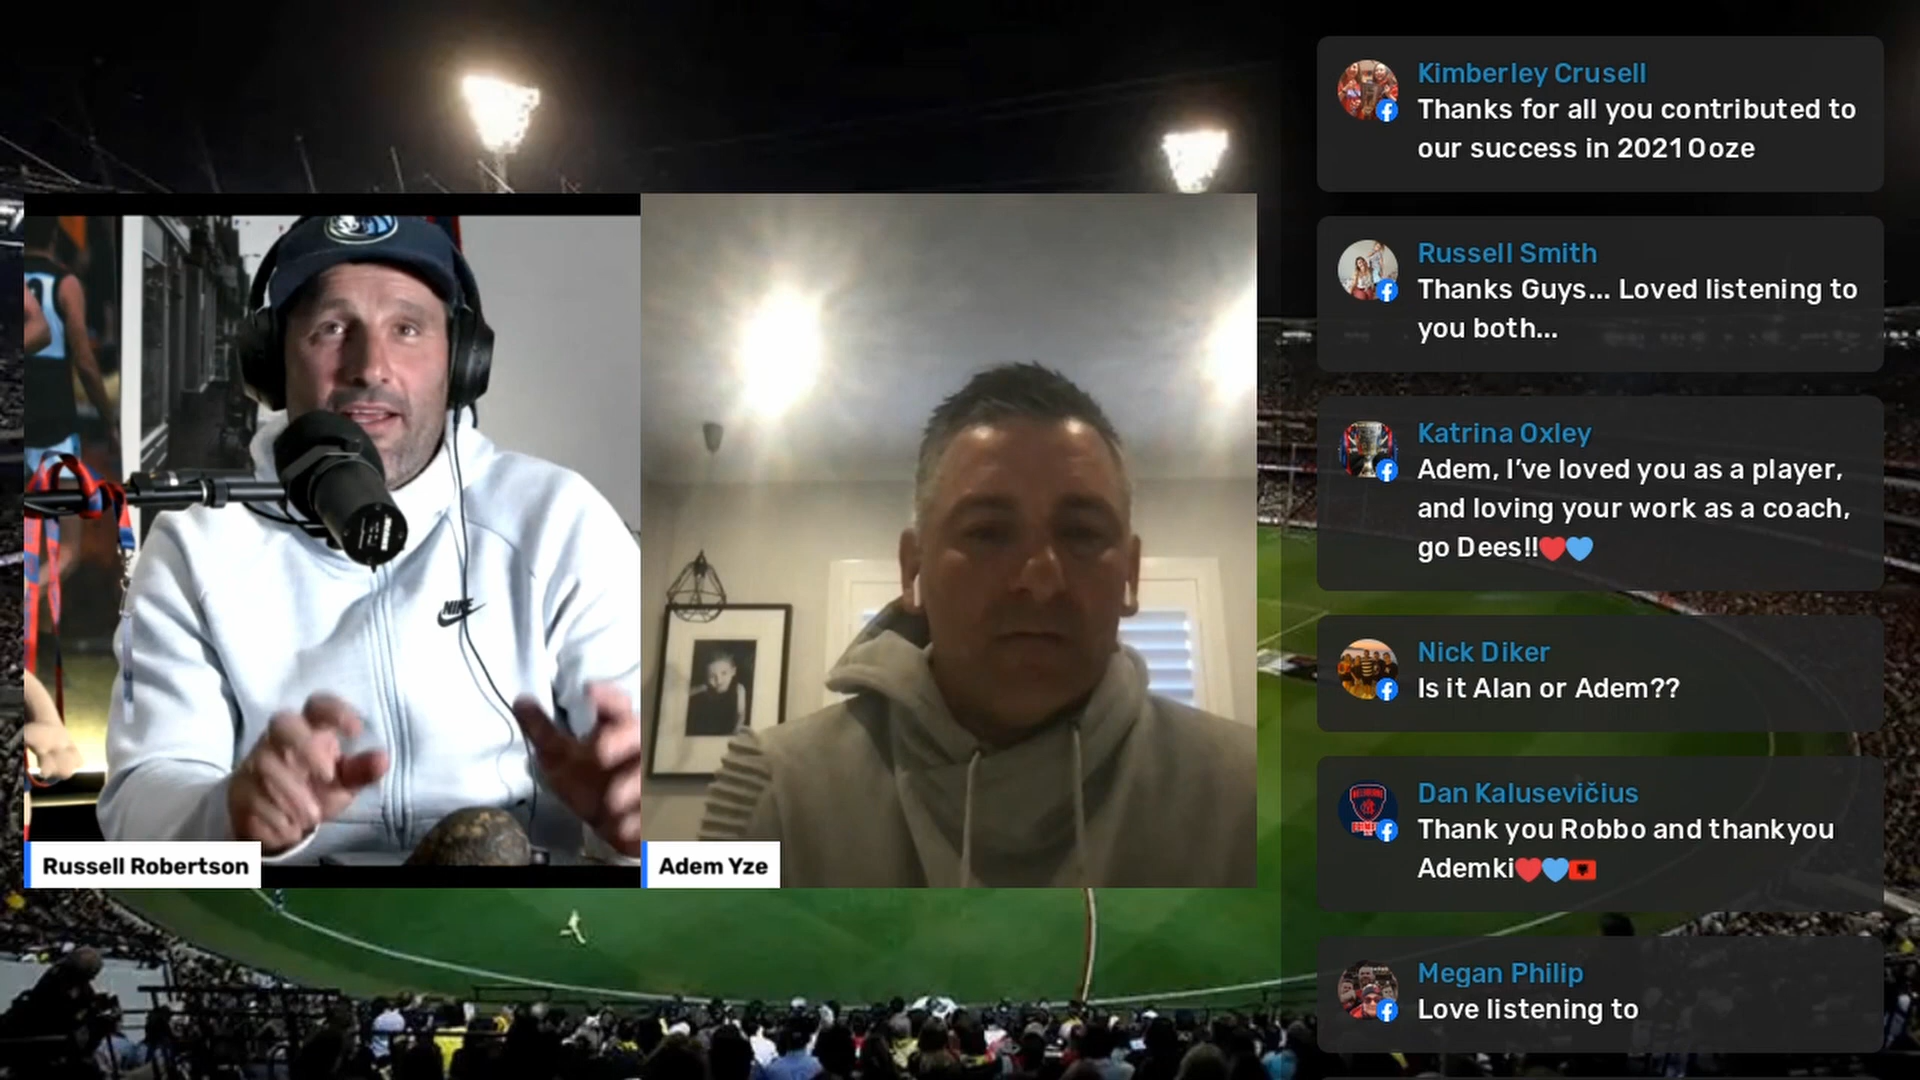 Kimberley Crusell
Thanks for all you contributed to
our success in 2021 Ooze
Russell Smith
Thanks Guys... Loved listening to
you both...
Katrina Oxley
Adem, I've loved you as a player,
and loving your work as a coach,
go Dees!!❤️💙
Nick Diker
Is it Alan or Adem??
Dan Kalusevičius
Thank you Robbo and thankyou
Ademki❤️💙🇦🇱
Megan Philip
Love listening to
NIKE
Russell Robertson
Adem Yze